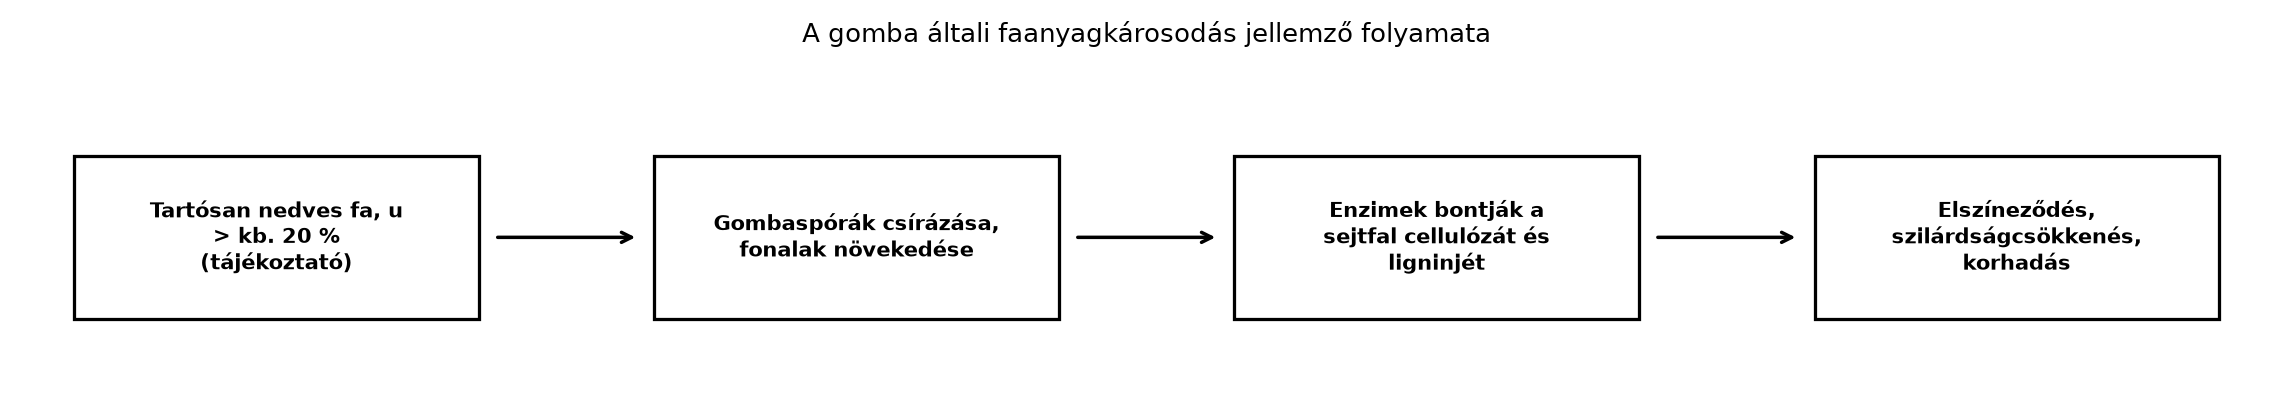 A gomba általi faanyagkárosodás jellemző folyamata
Tartósan nedves fa, u
> kb. 20 %
(tájékoztató)
Gombaspórák csírázása,
fonalak növekedése
Enzimek bontják a
sejtfal cellulózát és
ligninjét
Elszíneződés,
szilárdságcsökkenés,
korhadás